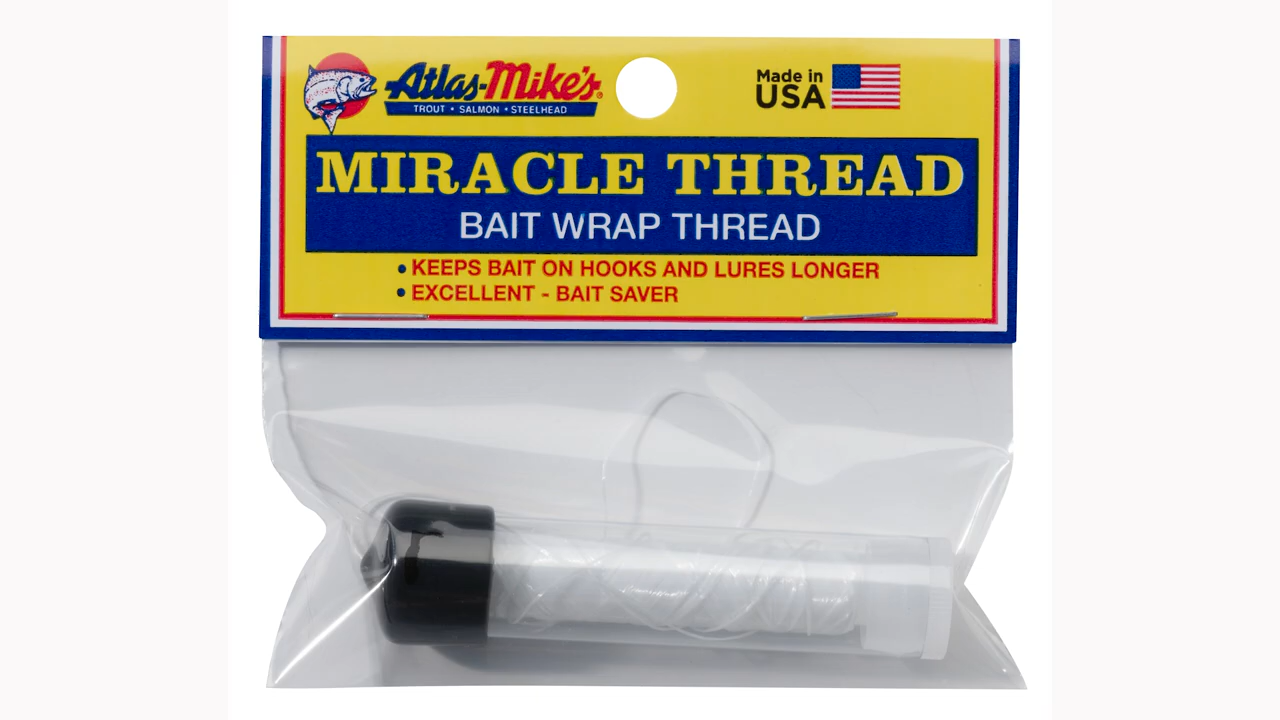 Atlas-Mike's®
TROUT • SALMON • STEELHEAD
Made in
USA
MIRACLE THREAD
BAIT WRAP THREAD
• KEEPS BAIT ON HOOKS AND LURES LONGER
• EXCELLENT - BAIT SAVER